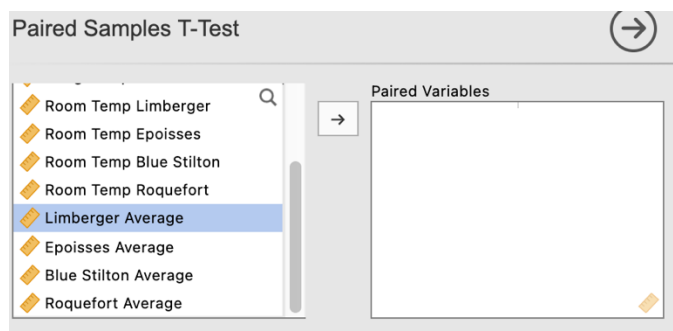 Paired Samples T-Test
Room Temp Limberger
Room Temp Epoisses
Room Temp Blue Stilton
Room Temp Roquefort
Limberger Average
Epoisses Average
Blue Stilton Average
Roquefort Average
Paired Variables